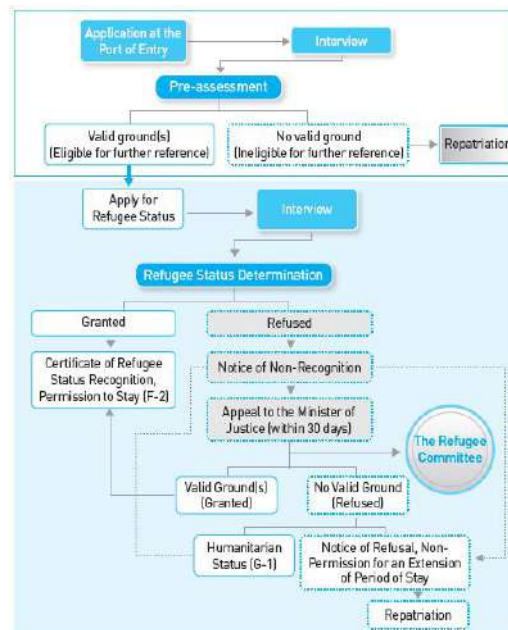 Application at the
Port of Entry
Interview
Pre-assessment
Valid ground(s)
(Eligible for further reference)
No valid ground
(Ineligible for further reference)
Repatriation
Apply for
Refugee Status
Interview
Refugee Status Determination
Granted
Refused
Certificate of Refugee
Status Recognition,
Permission to Stay (F-2)
Notice of Non-Recognition
Appeal to the Minister of
Justice (within 30 days)
The Refugee
Committee
Valid Ground(s)
(Granted)
No Valid Ground
(Refused)
Humanitarian
Status (G-1)
Notice of Refusal, Non-
Permission for an Extension
of Period of Stay
Repatriation